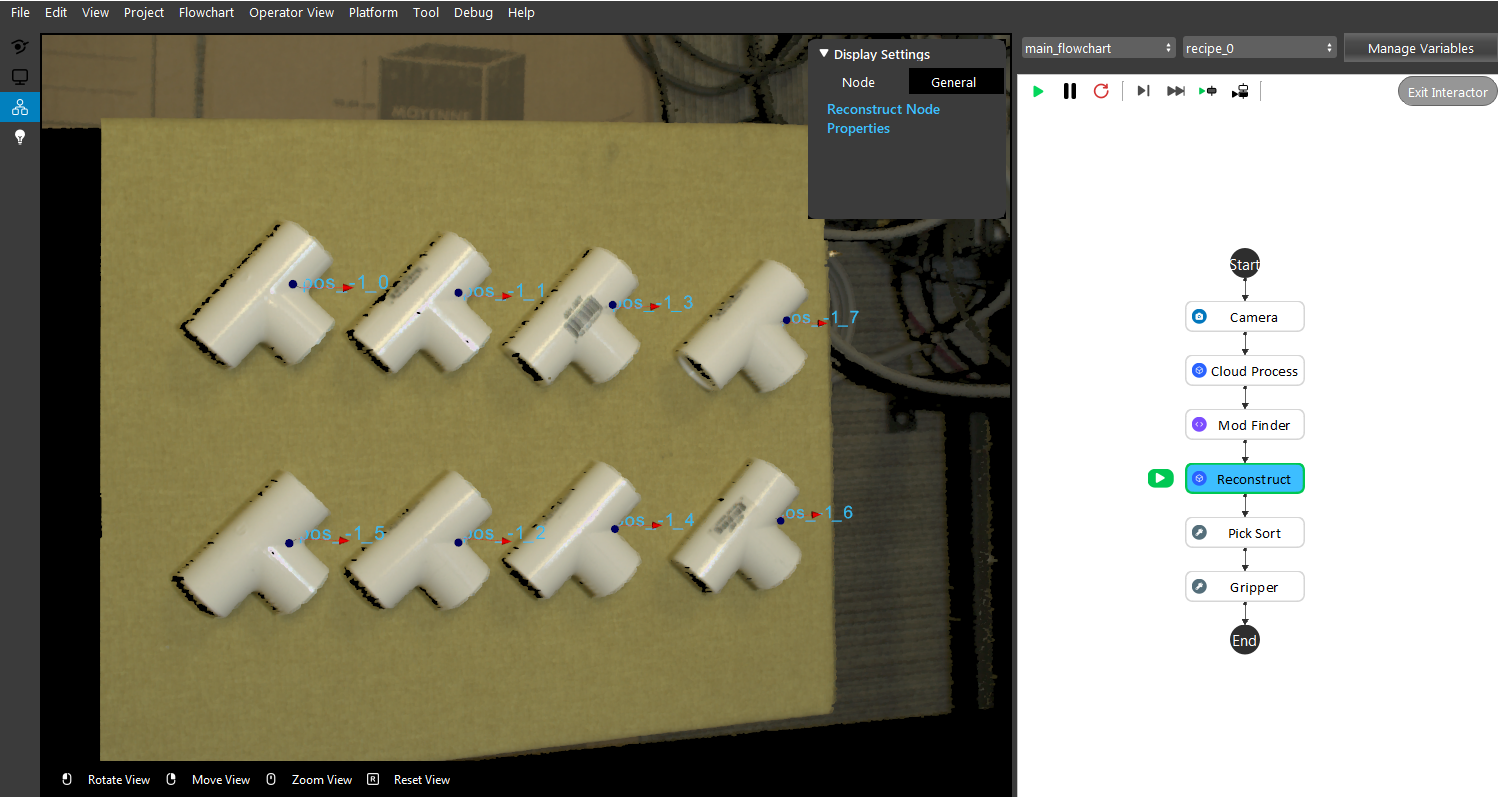 File Edit View Project Flowchart Operator View Platform Tool Debug Help
main_flowchart recipe_0 Manage Variables
Display Settings
Node General
Reconstruct Node
Properties
Exit Interactor
MOYENNE
pos_-1_0
pos_-1_1
pos_-1_3
os_-1_7
pos_-1_5
pos_-1_2
pos_-1_4
os_-1_6
Start
Camera
Cloud Process
Mod Finder
Reconstruct
Pick Sort
Gripper
End
Rotate View Move View Zoom View R Reset View